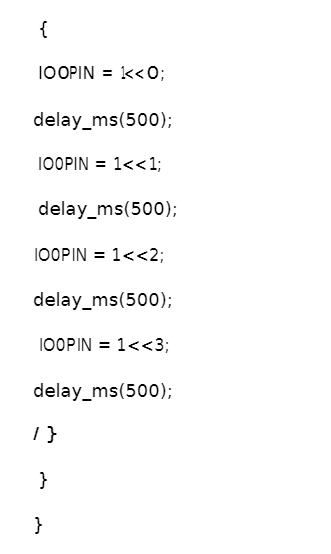 {
IO0PIN = 1<<0;
delay_ms(500);
IO0PIN = 1<<1;
delay_ms(500);
IO0PIN = 1<<2;
delay_ms(500);
IO0PIN = 1<<3;
delay_ms(500);
/ }
}
}